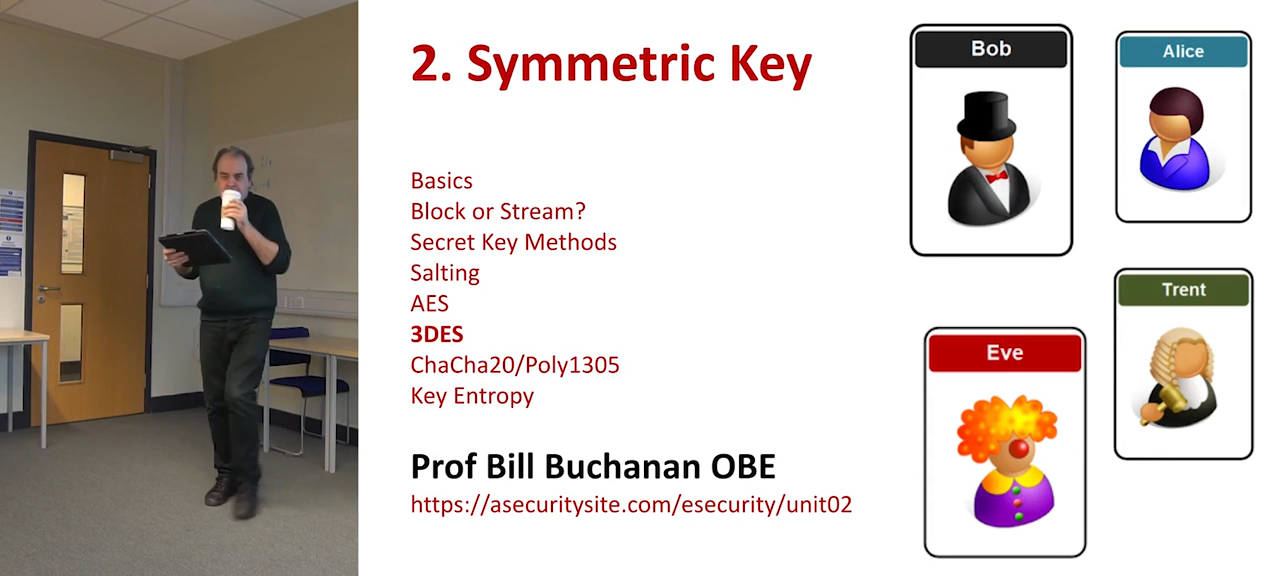 2. Symmetric Key
Basics
Block or Stream?
Secret Key Methods
Salting
AES
3DES
ChaCha20/Poly1305
Key Entropy
Prof Bill Buchanan OBE
https://asecuritysite.com/esecurity/unit02
Bob
Alice
Trent
Eve